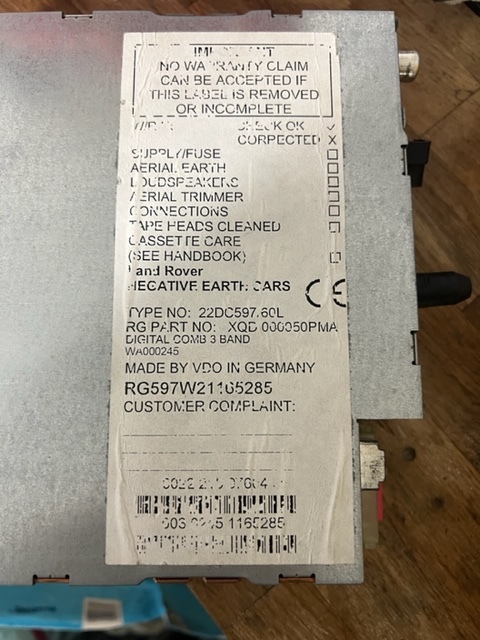 NO WARRANTY CLAIM
CAN BE ACCEPTED IF
THIS LABEL IS REMOVED
OR INCOMPLETE
CHECK OK ✓
CORPECTED X
SUPPLY/FUSE
AERIAL EARTH
LOUDSPEAKERS
AERIAL TRIMMER
CONNECTIONS
TAPE HEADS CLEANED
CASSETTE CARE
(SEE HANDBOOK)
Land Rover
NEGATIVE EARTH CARS
CE
TYPE NO: 22DC597.60L
RG PART NO: XQD 000050PMA
DIGITAL COMB 3 BAND
WA000245
MADE BY VDO IN GERMANY
RG597W21165285
CUSTOMER COMPLAINT:
1165285